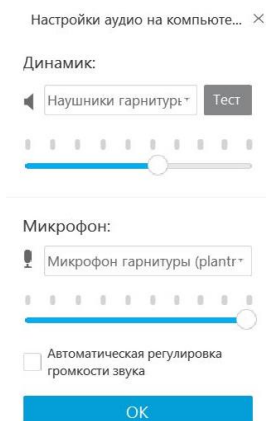 Настройки аудио на компьюте...
Динамик:
Наушники гарнитуры
Тест
Микрофон:
Микрофон гарнитуры (plantr
Автоматическая регулировка
громкости звука
OK